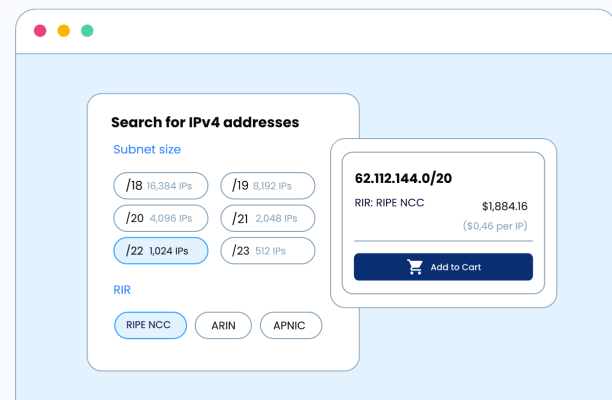 Search for IPv4 addresses
Subnet size
/18 16,384 IPs
/19 8,192 IPs
/20 4,096 IPs
/21 2,048 IPs
/22 1,024 IPs
/23 512 IPs
RIR
RIPE NCC
ARIN
APNIC
62.112.144.0/20
RIR: RIPE NCC
$1,884.16
($0,46 per IP)
Add to Cart